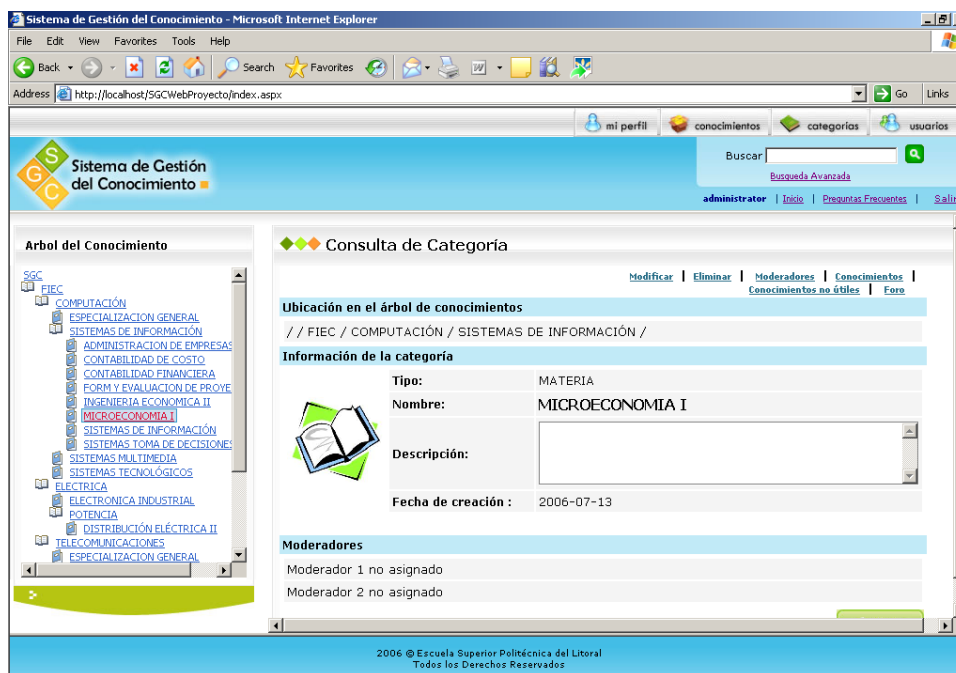 Sistema de Gestión del Conocimiento - Microsoft Internet Explorer
File Edit View Favorites Tools Help
Back Search Favorites
Address http://localhost/SGCWebProyecto/index.aspx Go Links
mi perfil conocimientos categorias usuarios
SGC
Sistema de Gestión
del Conocimiento
Buscar
Busqueda Avanzada
administrator | Inicio | Preguntas Frecuentes | Salir
Arbol del Conocimiento
SGC
FIEC
COMPUTACIÓN
ESPECIALIZACION GENERAL
SISTEMAS DE INFORMACIÓN
ADMINISTRACION DE EMPRESAS
CONTABILIDAD DE COSTO
CONTABILIDAD FINANCIERA
FORM Y EVALUACION DE PROYE
INGENIERIA ECONOMICA II
MICROECONOMIA I
SISTEMAS DE INFORMACIÓN
SISTEMAS TOMA DE DECISIONES
SISTEMAS MULTIMEDIA
SISTEMAS TECNOLÓGICOS
ELECTRICA
ELECTRONICA INDUSTRIAL
POTENCIA
DISTRIBUCIÓN ELÉCTRICA II
TELECOMUNICACIONES
ESPECIALIZACION GENERAL
Consulta de Categoría
Modificar | Eliminar | Moderadores | Conocimientos |
Conocimientos no útiles | Foro
Ubicación en el árbol de conocimientos
/ / FIEC / COMPUTACIÓN / SISTEMAS DE INFORMACIÓN /
Información de la categoría
Tipo: MATERIA
Nombre: MICROECONOMIA I
Descripción:
Fecha de creación : 2006-07-13
Moderadores
Moderador 1 no asignado
Moderador 2 no asignado
2006 @ Escuela Superior Politécnica del Litoral
Todos los Derechos Reservados